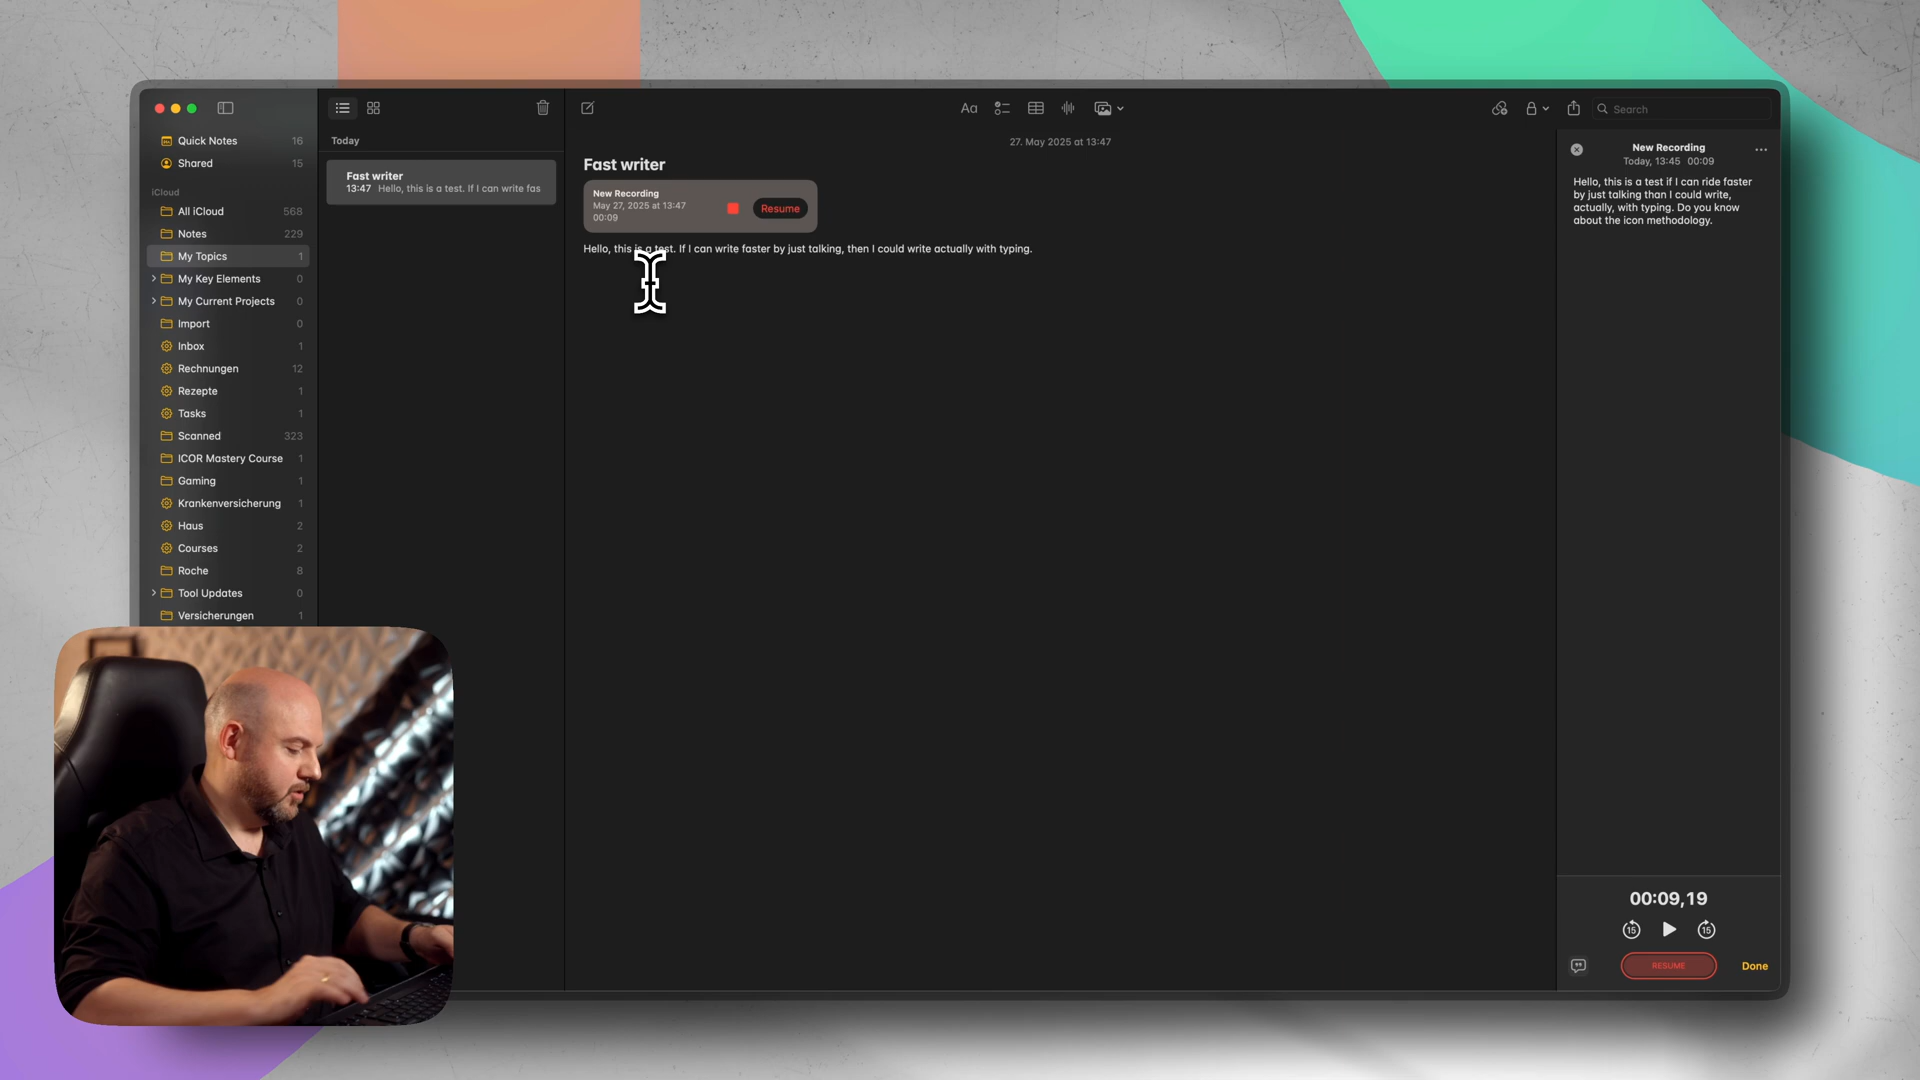 Search
Quick Notes 16
Shared 15
iCloud
All iCloud 568
Notes 229
My Topics 1
My Key Elements 0
My Current Projects 0
Import 0
Inbox 1
Rechnungen 12
Rezepte 1
Tasks 1
Scanned 323
ICOR Mastery Course 1
Gaming 1
Krankenversicherung 1
Haus 2
Courses 2
Roche 8
Tool Updates 0
Versicherungen 1
Today
Fast writer
13:47 Hello, this is a test. If I can write fas
Aa
27. May 2025 at 13:47
Fast writer
New Recording
May 27, 2025 at 13:47
00:09
Resume
Hello, this is a test. If I can write faster by just talking, then I could write actually with typing.
New Recording
Today, 13:45 00:09
Hello, this is a test if I can ride faster
by just talking than I could write,
actually, with typing. Do you know
about the icon methodology.
00:09,19
15
15
RESUME
Done